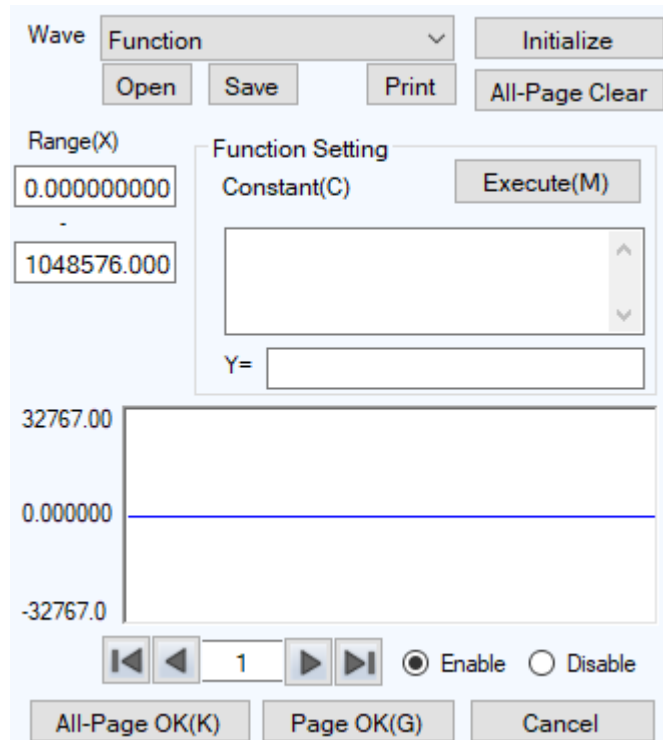 Wave Function Initialize
Open Save Print All-Page Clear
Range(X)
Function Setting
0.000000000 Constant(C) Execute(M)
-
1048576.000
Y=
32767.00
0.000000
-32767.0
1 Enable Disable
All-Page OK(K) Page OK(G) Cancel